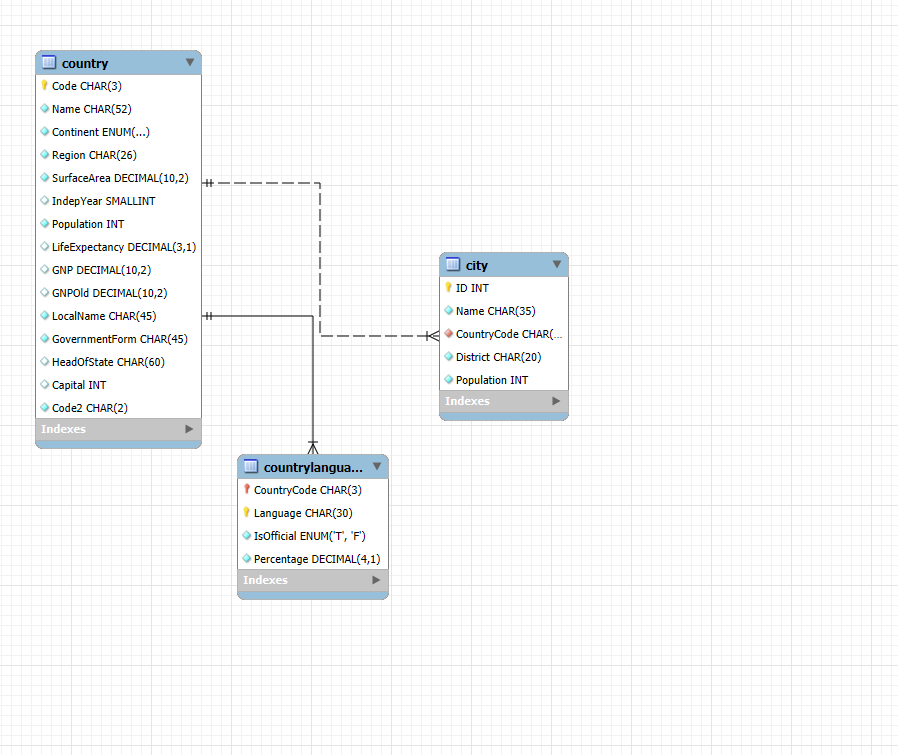 country
Code CHAR(3)
Name CHAR(52)
Continent ENUM(...)
Region CHAR(26)
SurfaceArea DECIMAL(10,2)
IndepYear SMALLINT
Population INT
LifeExpectancy DECIMAL(3,1)
GNP DECIMAL(10,2)
GNPOld DECIMAL(10,2)
LocalName CHAR(45)
GovernmentForm CHAR(45)
HeadOfState CHAR(60)
Capital INT
Code2 CHAR(2)
Indexes
city
ID INT
Name CHAR(35)
CountryCode CHAR(...
District CHAR(20)
Population INT
Indexes
countrylangua...
CountryCode CHAR(3)
Language CHAR(30)
IsOfficial ENUM('T', 'F')
Percentage DECIMAL(4,1)
Indexes